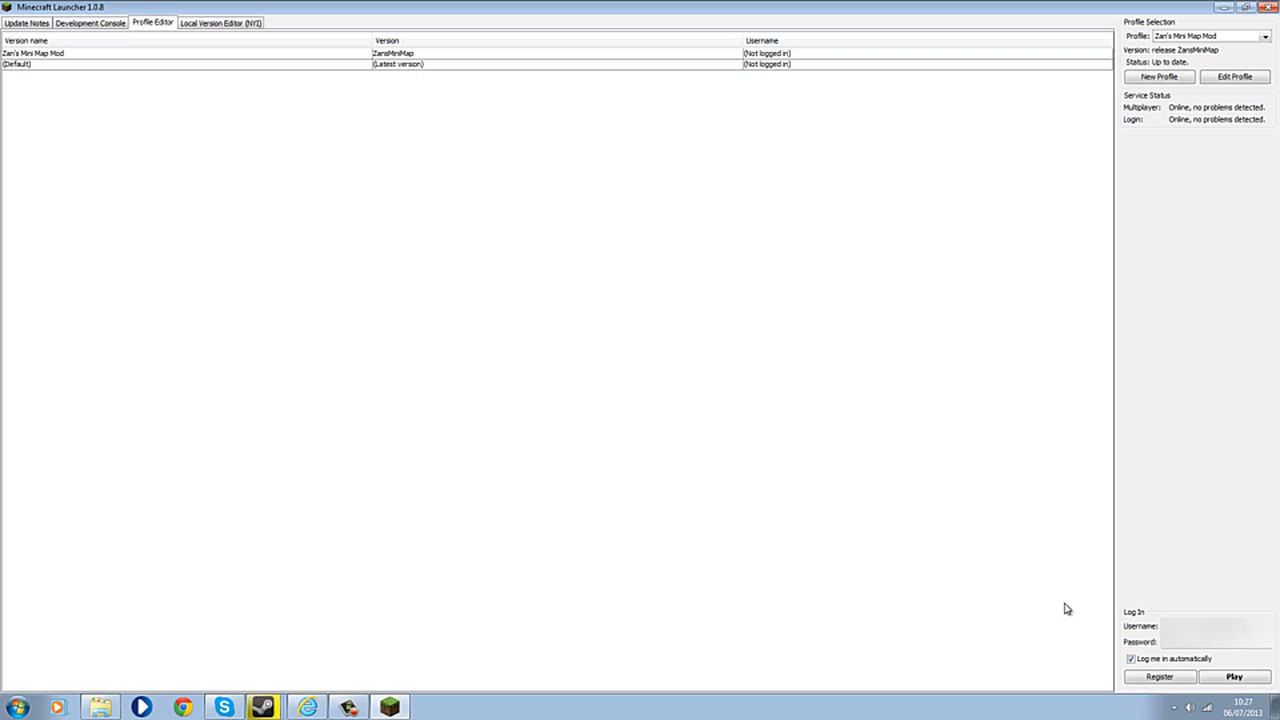 Minecraft Launcher 1.0.8
Update Notes
Development Console
Profile Editor
Local Version Editor (NYI)
Version name
Version
Username
Zan's Mini Map Mod
ZansMiniMap
(Not logged in)
(Default)
(Latest version)
(Not logged in)
Profile Selection
Profile: Zan's Mini Map Mod
Version: release ZansMiniMap
Status: Up to date.
New Profile
Edit Profile
Service Status
Multiplayer: Online, no problems detected.
Login: Online, no problems detected.
Log In
Username:
Password:
Log me in automatically
Register
Play
10:27
06/07/2013